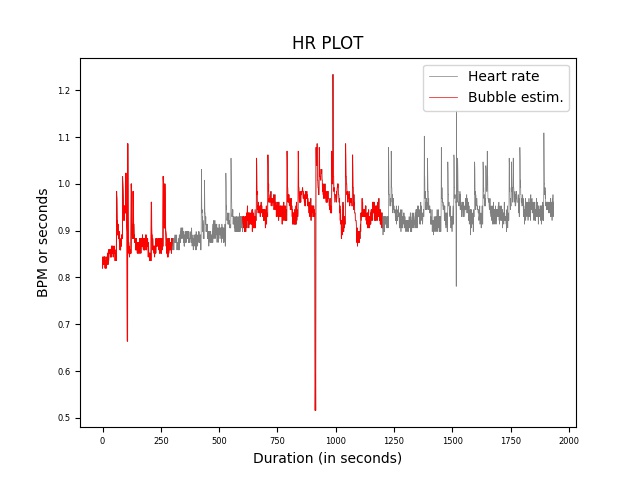 HR PLOT
Heart rate
Bubble estim.
BPM or seconds
1.2
1.1
1.0
0.9
0.8
0.7
0.6
0.5
0 250 500 750 1000 1250 1500 1750 2000
Duration (in seconds)